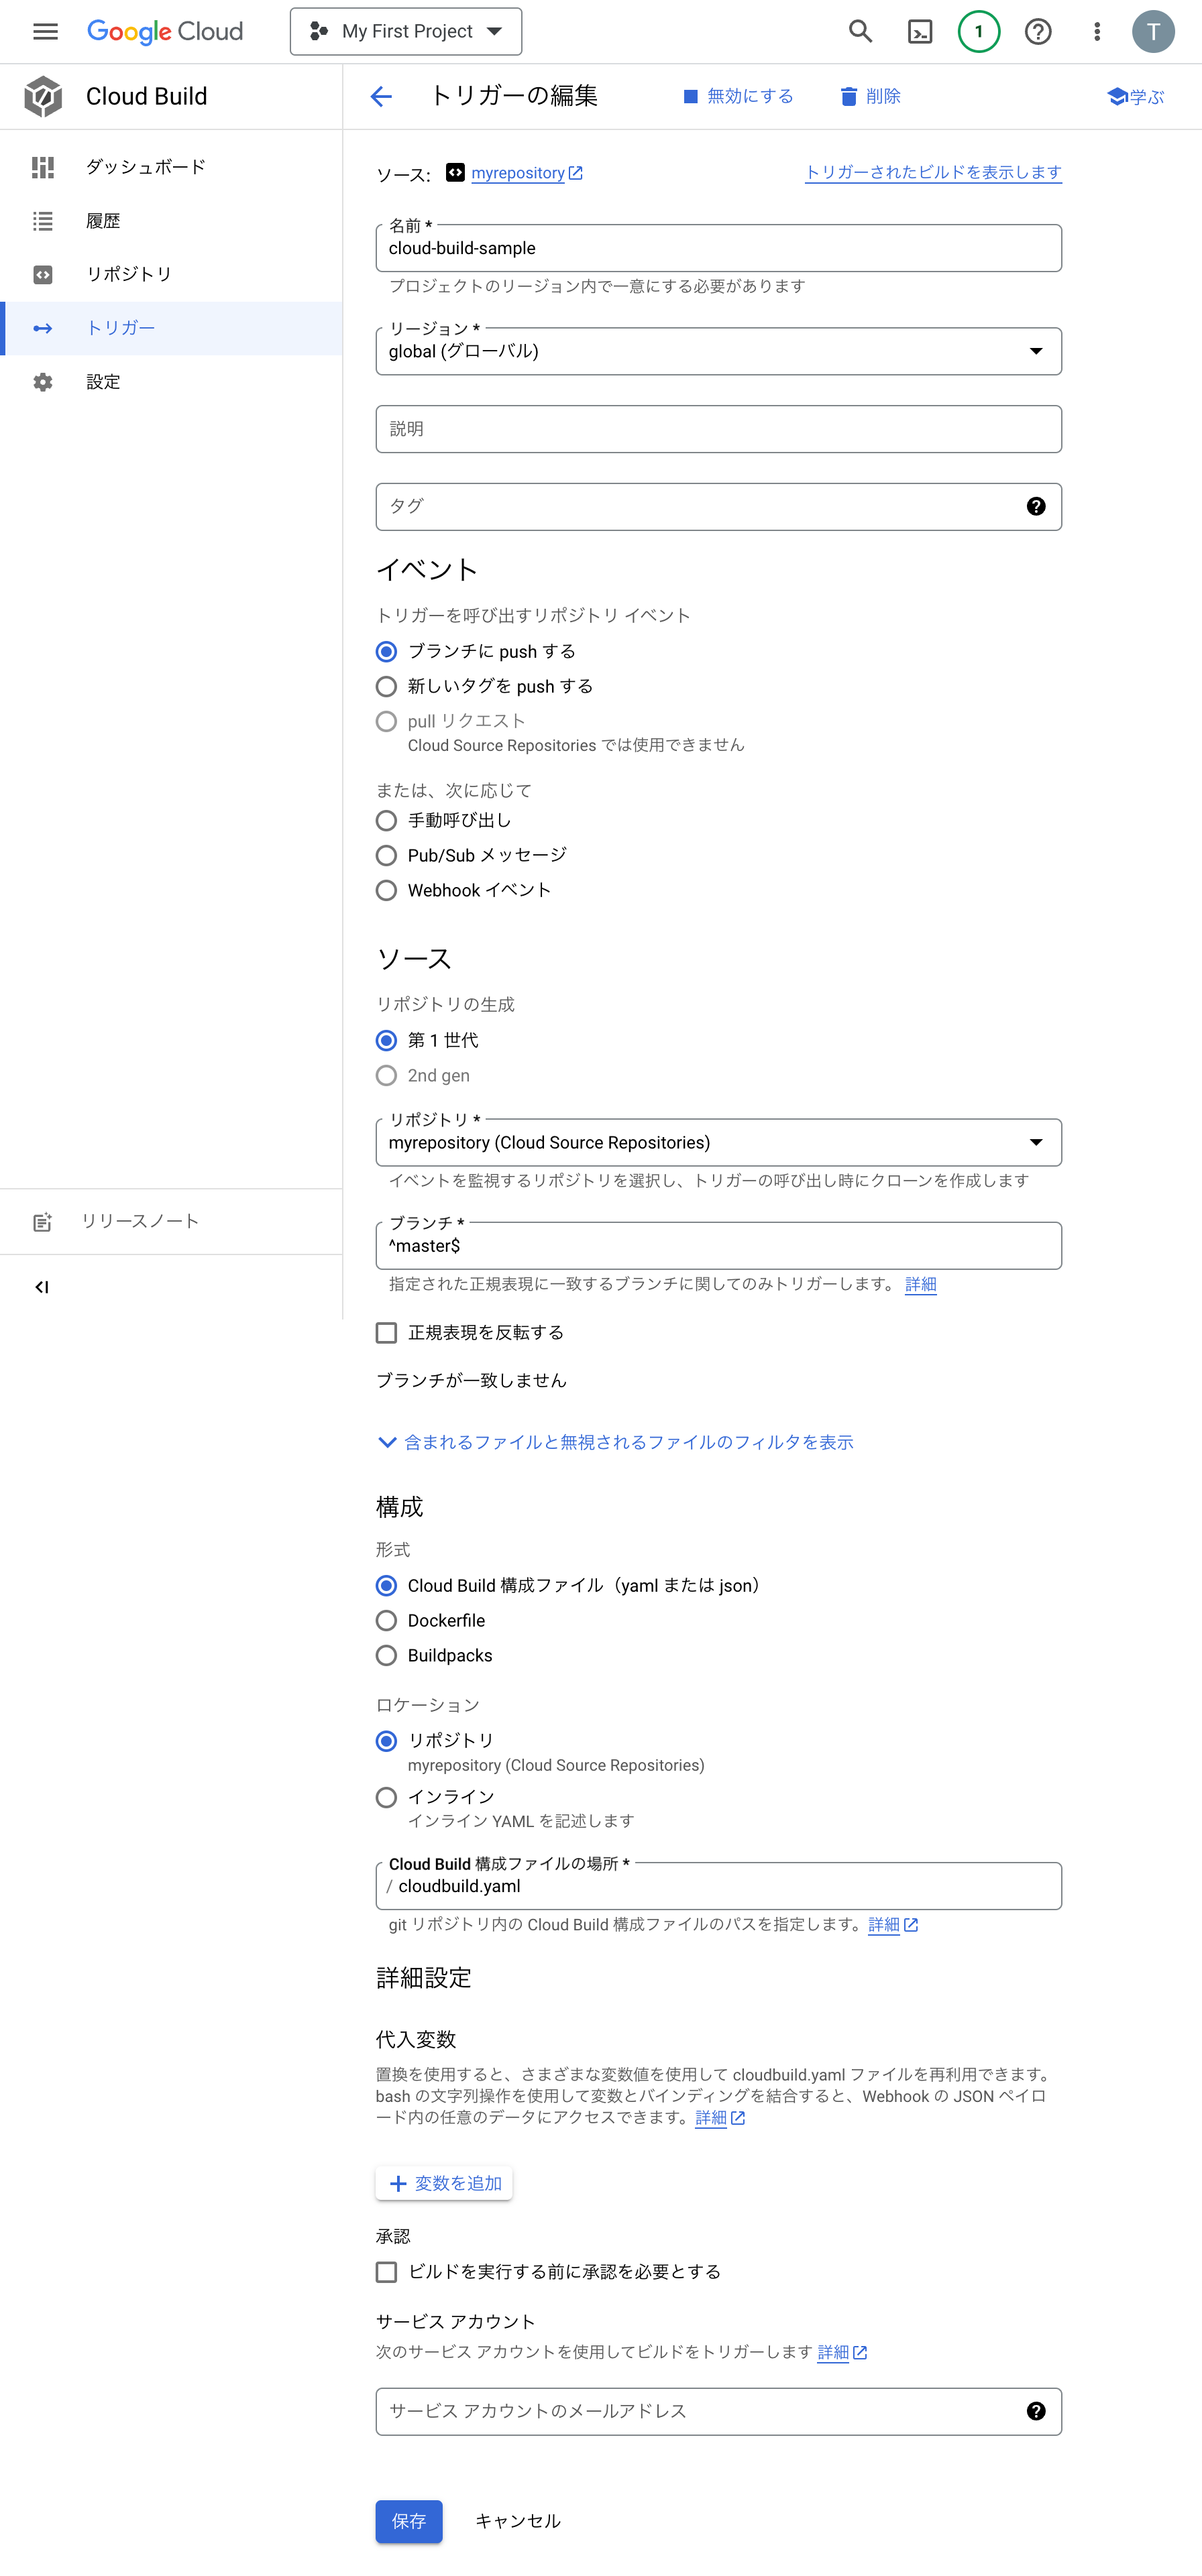 Google Cloud
My First Project
1
T
Cloud Build
トリガーの編集
無効にする
削除
学ぶ
ダッシュボード
履歴
リポジトリ
トリガー
設定
リリースノート
ソース: myrepository
トリガーされたビルドを表示します
名前 *
cloud-build-sample
プロジェクトのリージョン内で一意にする必要があります
リージョン *
global (グローバル)
説明
タグ
イベント
トリガーを呼び出すリポジトリ イベント
ブランチに push する
新しいタグを push する
pull リクエスト
Cloud Source Repositories では使用できません
または、次に応じて
手動呼び出し
Pub/Sub メッセージ
Webhook イベント
ソース
リポジトリの生成
第 1 世代
2nd gen
リポジトリ *
myrepository (Cloud Source Repositories)
イベントを監視するリポジトリを選択し、トリガーの呼び出し時にクローンを作成します
ブランチ *
^master$
指定された正規表現に一致するブランチに関してのみトリガーします。 詳細
正規表現を反転する
ブランチが一致しません
含まれるファイルと無視されるファイルのフィルタを表示
構成
形式
Cloud Build 構成ファイル（yaml または json）
Dockerfile
Buildpacks
ロケーション
リポジトリ
myrepository (Cloud Source Repositories)
インライン
インライン YAML を記述します
Cloud Build 構成ファイルの場所 *
/ cloudbuild.yaml
git リポジトリ内の Cloud Build 構成ファイルのパスを指定します。詳細
詳細設定
代入変数
置換を使用すると、さまざまな変数値を使用して cloudbuild.yaml ファイルを再利用できます。
bash の文字列操作を使用して変数とバインディングを結合すると、Webhook の JSON ペイロ
ード内の任意のデータにアクセスできます。詳細
変数を追加
承認
ビルドを実行する前に承認を必要とする
サービス アカウント
次のサービス アカウントを使用してビルドをトリガーします 詳細
サービス アカウントのメールアドレス
保存
キャンセル